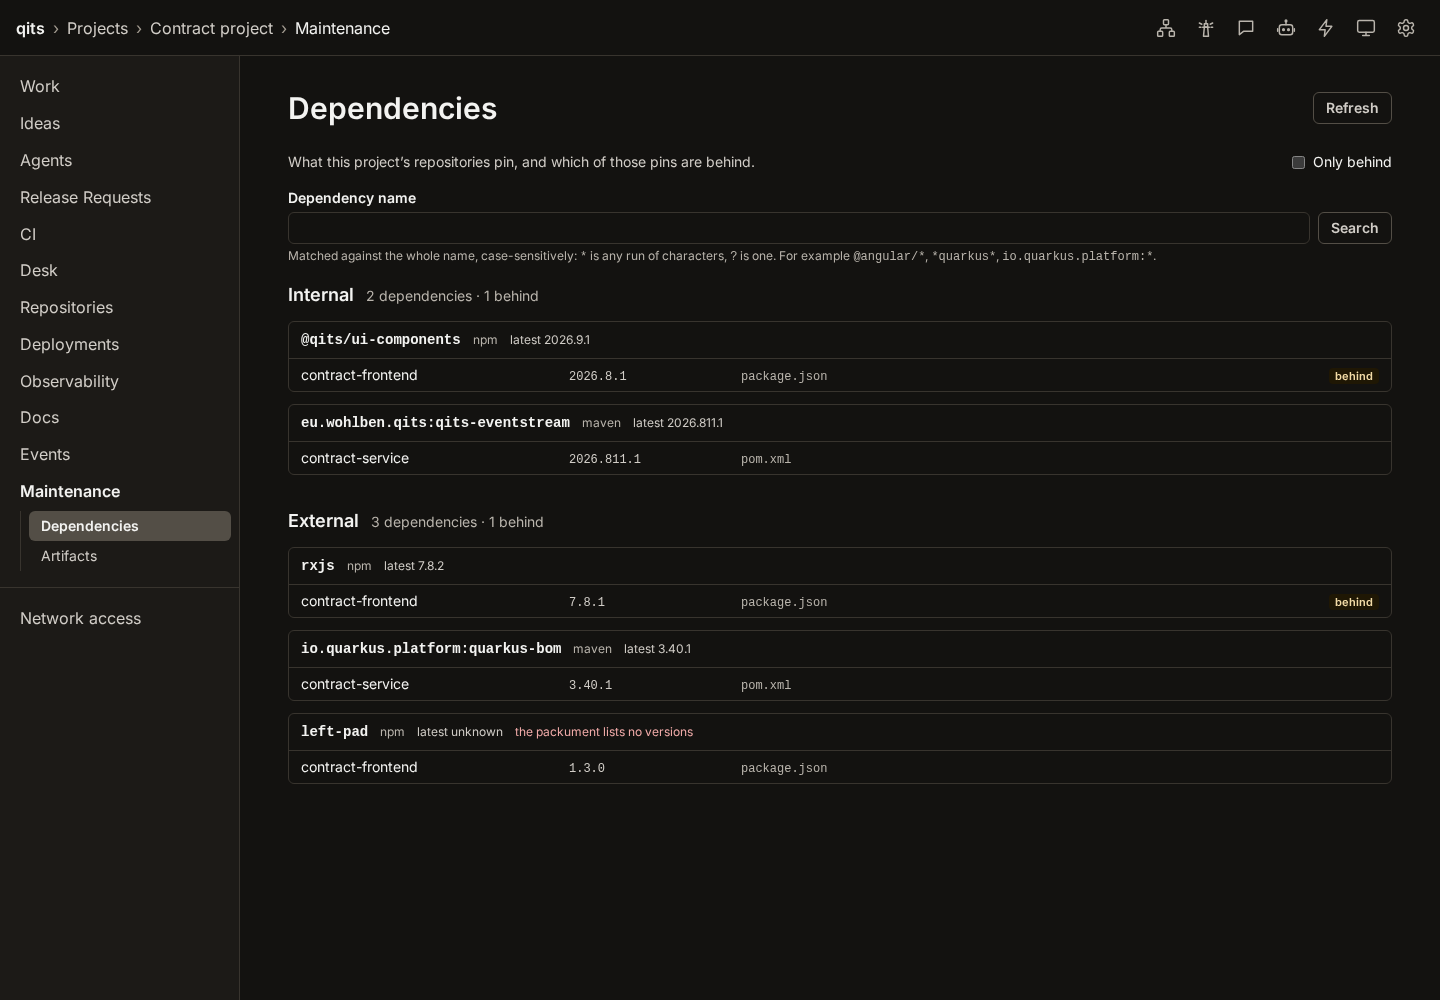 qits › Projects › Contract project › Maintenance
Work
Ideas
Agents
Release Requests
CI
Desk
Repositories
Deployments
Observability
Docs
Events
Maintenance
Dependencies
Artifacts
Network access
Dependencies
Refresh
What this project's repositories pin, and which of those pins are behind.
Only behind
Dependency name
Search
Matched against the whole name, case-sensitively: * is any run of characters, ? is one. For example @angular/*, *quarkus*, io.quarkus.platform:*.
Internal 2 dependencies · 1 behind
@qits/ui-components npm latest 2026.9.1
contract-frontend 2026.8.1 package.json behind
eu.wohlben.qits:qits-eventstream maven latest 2026.811.1
contract-service 2026.811.1 pom.xml
External 3 dependencies · 1 behind
rxjs npm latest 7.8.2
contract-frontend 7.8.1 package.json behind
io.quarkus.platform:quarkus-bom maven latest 3.40.1
contract-service 3.40.1 pom.xml
left-pad npm latest unknown the packument lists no versions
contract-frontend 1.3.0 package.json